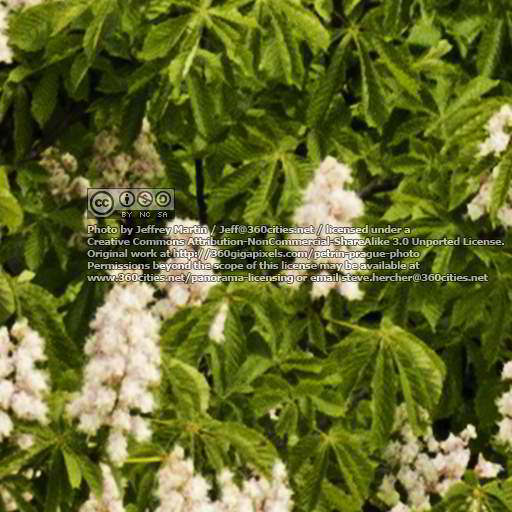 cc
BY NC SA
Photo by Jeffrey Martin / Jeff@360cities.net / licensed under a
Creative Commons Attribution-NonCommercial-ShareAlike 3.0 Unported License.
Original work at http://360gigapixels.com/petrin-prague-photo
Permissions beyond the scope of this license may be available at
www.360cities.net/panorama-licensing or email steve.hercher@360cities.net